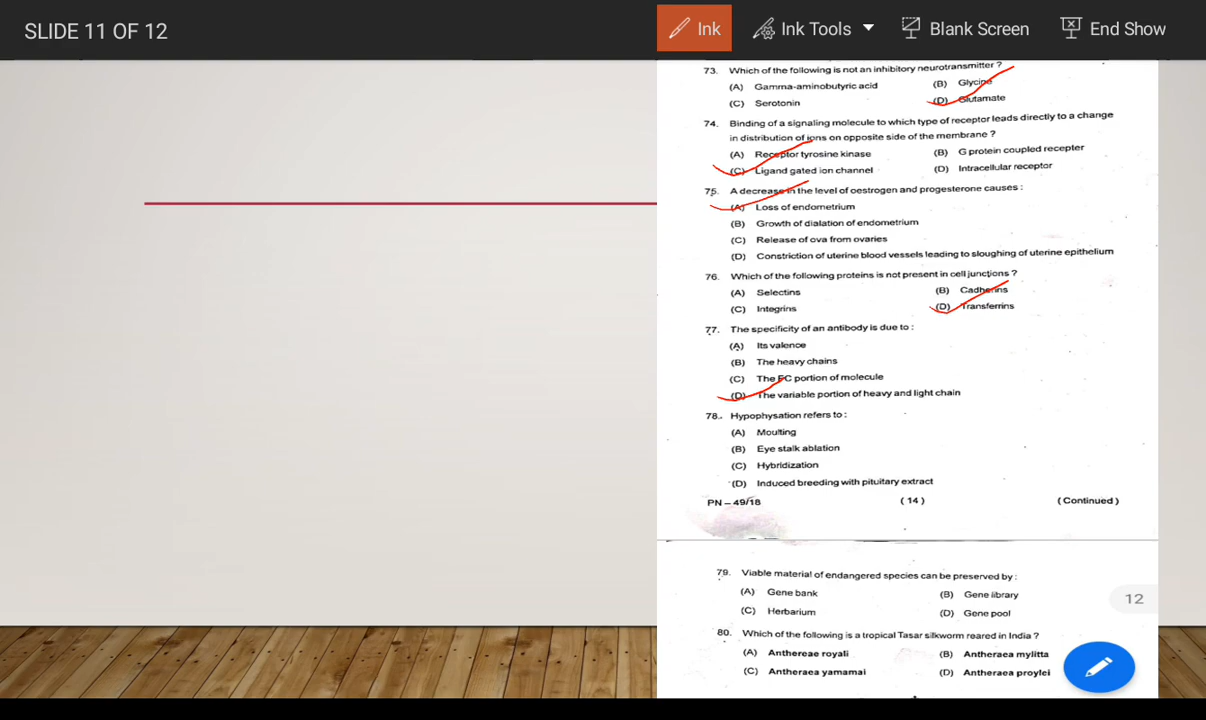 SLIDE 11 OF 12
Ink
Ink Tools
Blank Screen
End Show
73. Which of the following is not an inhibitory neurotransmitter ?
(A) Gamma-aminobutyric acid (B) Glycine
(C) Serotonin (D) Glutamate
74. Binding of a signaling molecule to which type of receptor leads directly to a change
in distribution of ions on opposite side of the membrane ?
(A) Receptor tyrosine kinase (B) G protein coupled recepter
(C) Ligand gated ion channel (D) Intracellular receptor
75. A decrease in the level of oestrogen and progesterone causes :
(A) Loss of endometrium
(B) Growth of dialation of endometrium
(C) Release of ova from ovaries
(D) Constriction of uterine blood vessels leading to sloughing of uterine epithelium
76. Which of the following proteins is not present in cell junctions ?
(A) Selectins (B) Cadherins
(C) Integrins (D) Transferrins
77. The specificity of an antibody is due to :
(A) Its valence
(B) The heavy chains
(C) The FC portion of molecule
(D) The variable portion of heavy and light chain
78. Hypophysation refers to :
(A) Moulting
(B) Eye stalk ablation
(C) Hybridization
(D) Induced breeding with pituitary extract
PN – 49/18 ( 14 ) ( Continued )
79. Viable material of endangered species can be preserved by :
(A) Gene bank (B) Gene library
(C) Herbarium (D) Gene pool
12
80. Which of the following is a tropical Tasar silkworm reared in India ?
(A) Anthereae royali (B) Antheraea mylitta
(C) Antheraea yamamai (D) Antheraea proylei